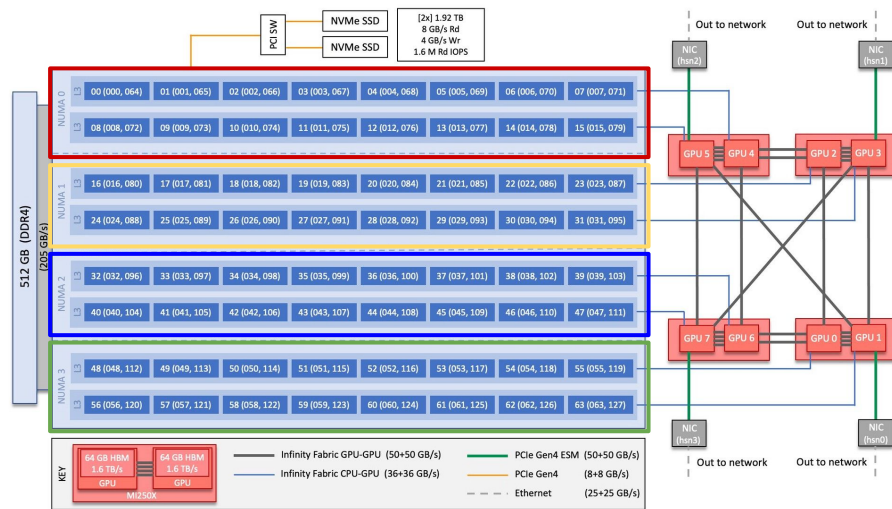 Out to network
Out to network
[2x] 1.92 TB
8 GB/s Rd
4 GB/s Wr
1.6 M Rd IOPS
NVMe SSD
NVMe SSD
PCI SW
NIC
(hsn2)
NIC
(hsn1)
512 GB (DDR4)
(205 GB/s)
NUMA 0
L3
00 (000, 064) 01 (001, 065) 02 (002, 066) 03 (003, 067) 04 (004, 068) 05 (005, 069) 06 (006, 070) 07 (007, 071)
L3
08 (008, 072) 09 (009, 073) 10 (010, 074) 11 (011, 075) 12 (012, 076) 13 (013, 077) 14 (014, 078) 15 (015, 079)
GPU 5 GPU 4 GPU 2 GPU 3
NUMA 1
L3
16 (016, 080) 17 (017, 081) 18 (018, 082) 19 (019, 083) 20 (020, 084) 21 (021, 085) 22 (022, 086) 23 (023, 087)
L3
24 (024, 088) 25 (025, 089) 26 (026, 090) 27 (027, 091) 28 (028, 092) 29 (029, 093) 30 (030, 094) 31 (031, 095)
NUMA 2
L3
32 (032, 096) 33 (033, 097) 34 (034, 098) 35 (035, 099) 36 (036, 100) 37 (037, 101) 38 (038, 102) 39 (039, 103)
L3
40 (040, 104) 41 (041, 105) 42 (042, 106) 43 (043, 107) 44 (044, 108) 45 (045, 109) 46 (046, 110) 47 (047, 111)
GPU 7 GPU 6 GPU 0 GPU 1
NUMA 3
L3
48 (048, 112) 49 (049, 113) 50 (050, 114) 51 (051, 115) 52 (052, 116) 53 (053, 117) 54 (054, 118) 55 (055, 119)
L3
56 (056, 120) 57 (057, 121) 58 (058, 122) 59 (059, 123) 60 (060, 124) 61 (061, 125) 62 (062, 126) 63 (063, 127)
NIC
(hsn3)
NIC
(hsn0)
Out to network
Out to network
KEY
64 GB HBM
1.6 TB/s
GPU
64 GB HBM
1.6 TB/s
GPU
MI250X
Infinity Fabric GPU-GPU (50+50 GB/s)
Infinity Fabric CPU-GPU (36+36 GB/s)
PCIe Gen4 ESM (50+50 GB/s)
PCIe Gen4 (8+8 GB/s)
Ethernet (25+25 GB/s)